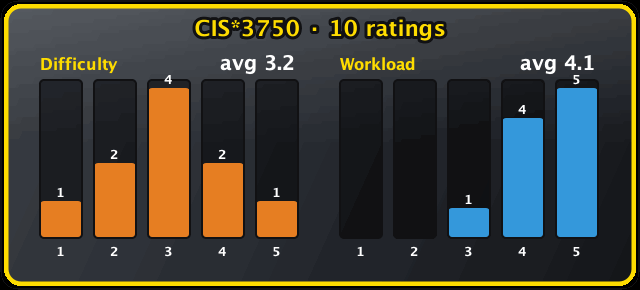 CIS*3750 · 10 ratings
Difficulty avg 3.2
1 2 4 2 1
1 2 3 4 5
Workload avg 4.1
1 4 5
1 2 3 4 5